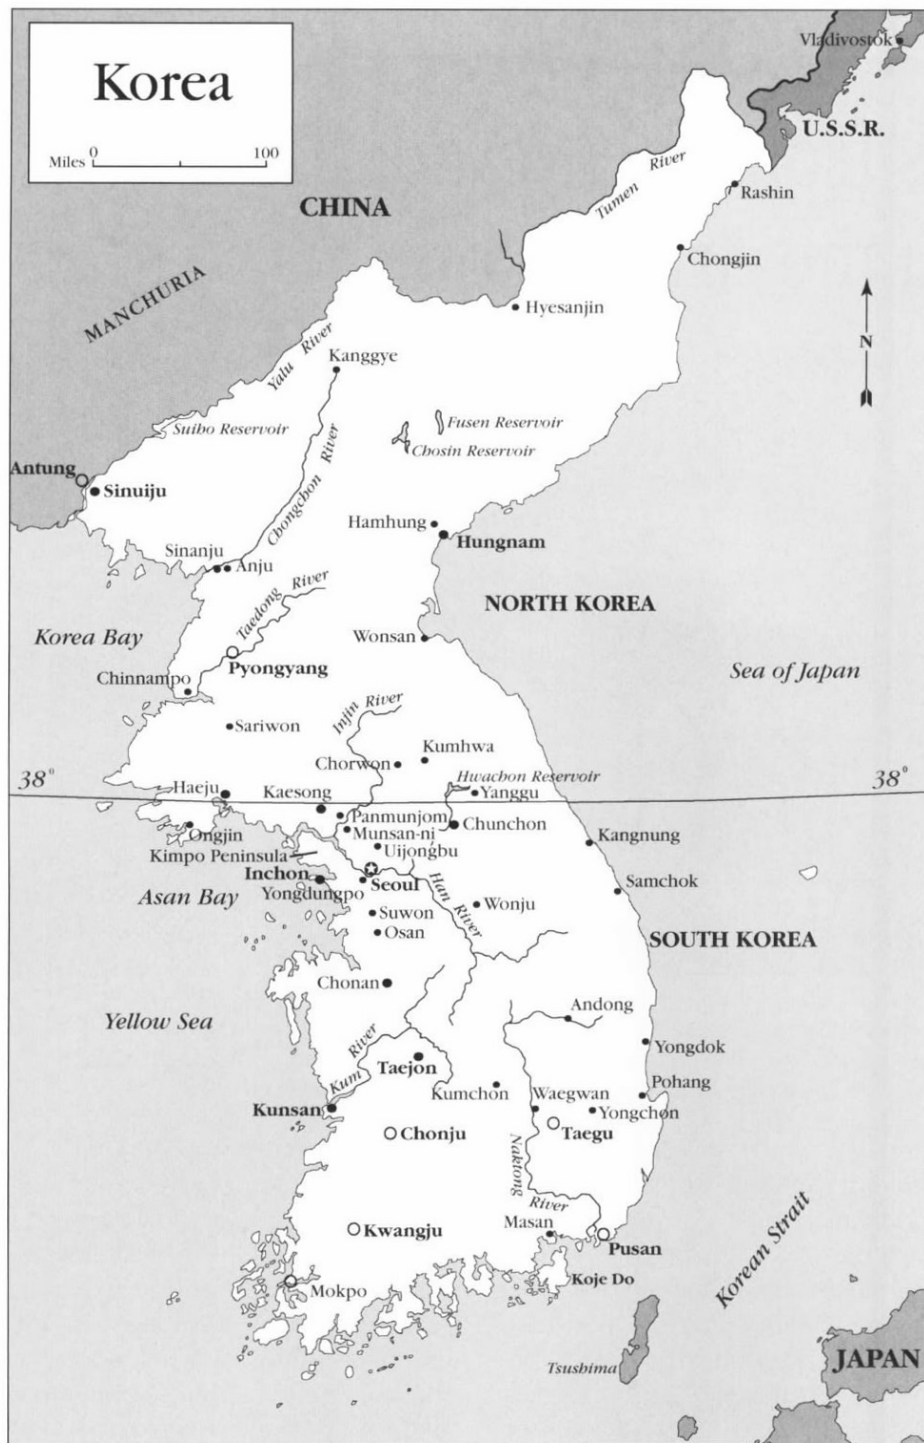 Korea
Miles 0 100
Vladivostok
U.S.S.R.
Tumen River
Rashin
CHINA
Chongjin
MANCHURIA
Hyesanjin
N
Yalu River
Kanggye
Suiho Reservoir
Fusen Reservoir
Chosin Reservoir
Antung
Sinuiju
Chongchon River
Hamhung
Hungnam
Sinanju
Anju
Taedong River
NORTH KOREA
Korea Bay
Wonsan
Pyongyang
Sea of Japan
Chinnampo
Injin River
Sariwon
Kumhwa
Chorwon
Hwachon Reservoir
38°
38°
Haeju
Kaesong
Yanggu
Panmunjom
Ongjin
Munsan-ni
Chunchon
Kangnung
Uijongbu
Kimpo Peninsula
Inchon
Seoul
Yongdungpo
Han River
Samchok
Asan Bay
Wonju
Suwon
Osan
SOUTH KOREA
Chonan
Yellow Sea
Andong
Kum River
Yongdok
Taejon
Kumchon
Waegwan
Pohang
Kunsan
Yongchon
Chonju
Taegu
Naktong River
Masan
Kwangju
Pusan
Korean Strait
Koje Do
Mokpo
Tsushima
JAPAN